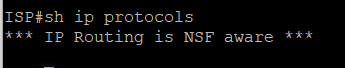 ISP#sh ip protocols
*** IP Routing is NSF aware ***